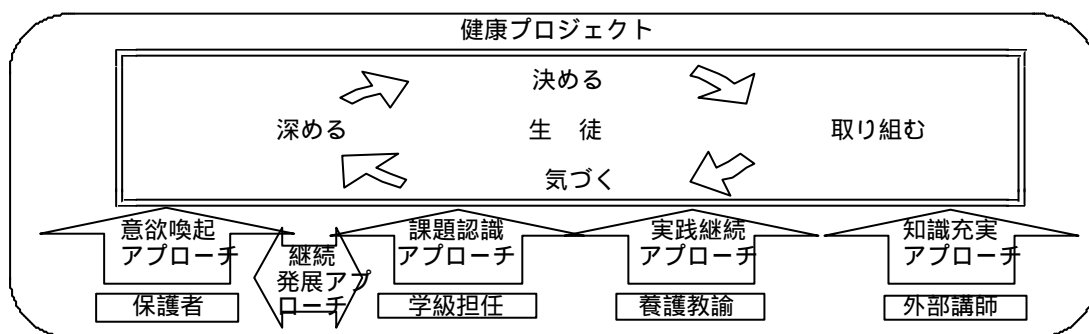 健康プロジェクト
決める
深める
生 徒
取り組む
気づく
意欲喚起
アプローチ
継続
発展アプ
ローチ
課題認識
アプローチ
実践継続
アプローチ
知識充実
アプローチ
保護者
学級担任
養護教諭
外部講師